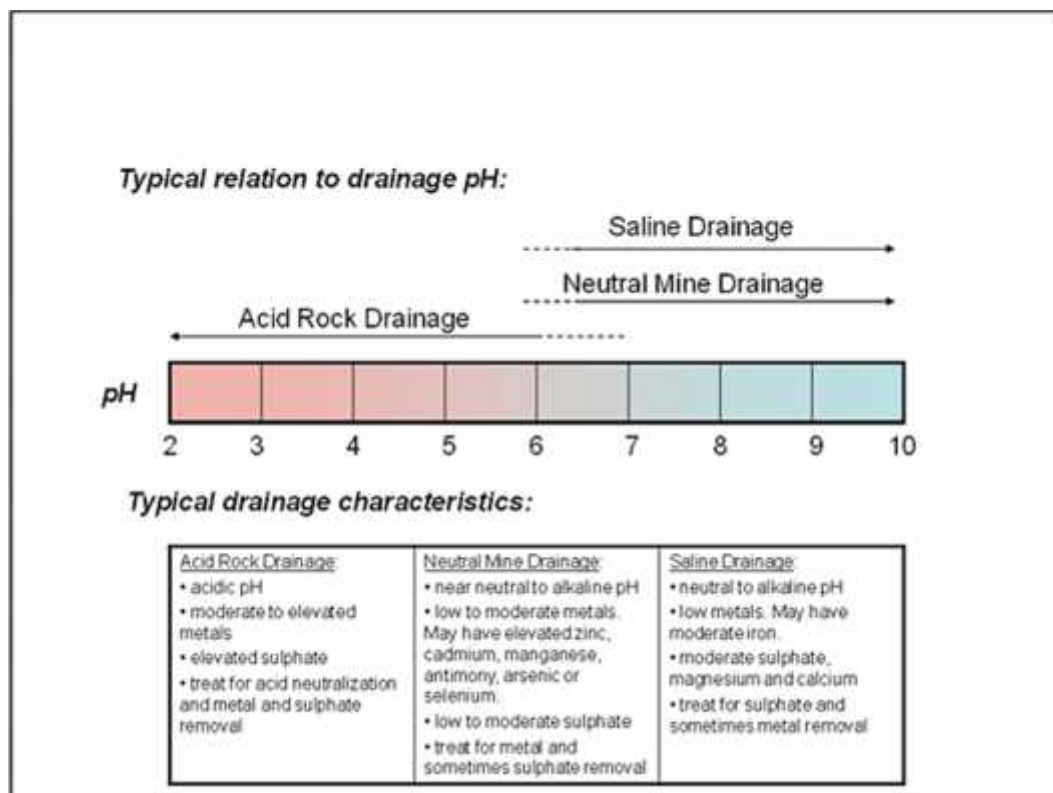 Typical relation to drainage pH:
Saline Drainage
Neutral Mine Drainage
Acid Rock Drainage
pH
2 3 4 5 6 7 8 9 10
Typical drainage characteristics:
Acid Rock Drainage:
• acidic pH
• moderate to elevated
metals
• elevated sulphate
• treat for acid neutralization
and metal and sulphate
removal
Neutral Mine Drainage:
• near neutral to alkaline pH
• low to moderate metals.
May have elevated zinc,
cadmium, manganese,
antimony, arsenic or
selenium.
• low to moderate sulphate
• treat for metal and
sometimes sulphate removal
Saline Drainage:
• neutral to alkaline pH
• low metals. May have
moderate iron.
• moderate sulphate,
magnesium and calcium
• treat for sulphate and
sometimes metal removal